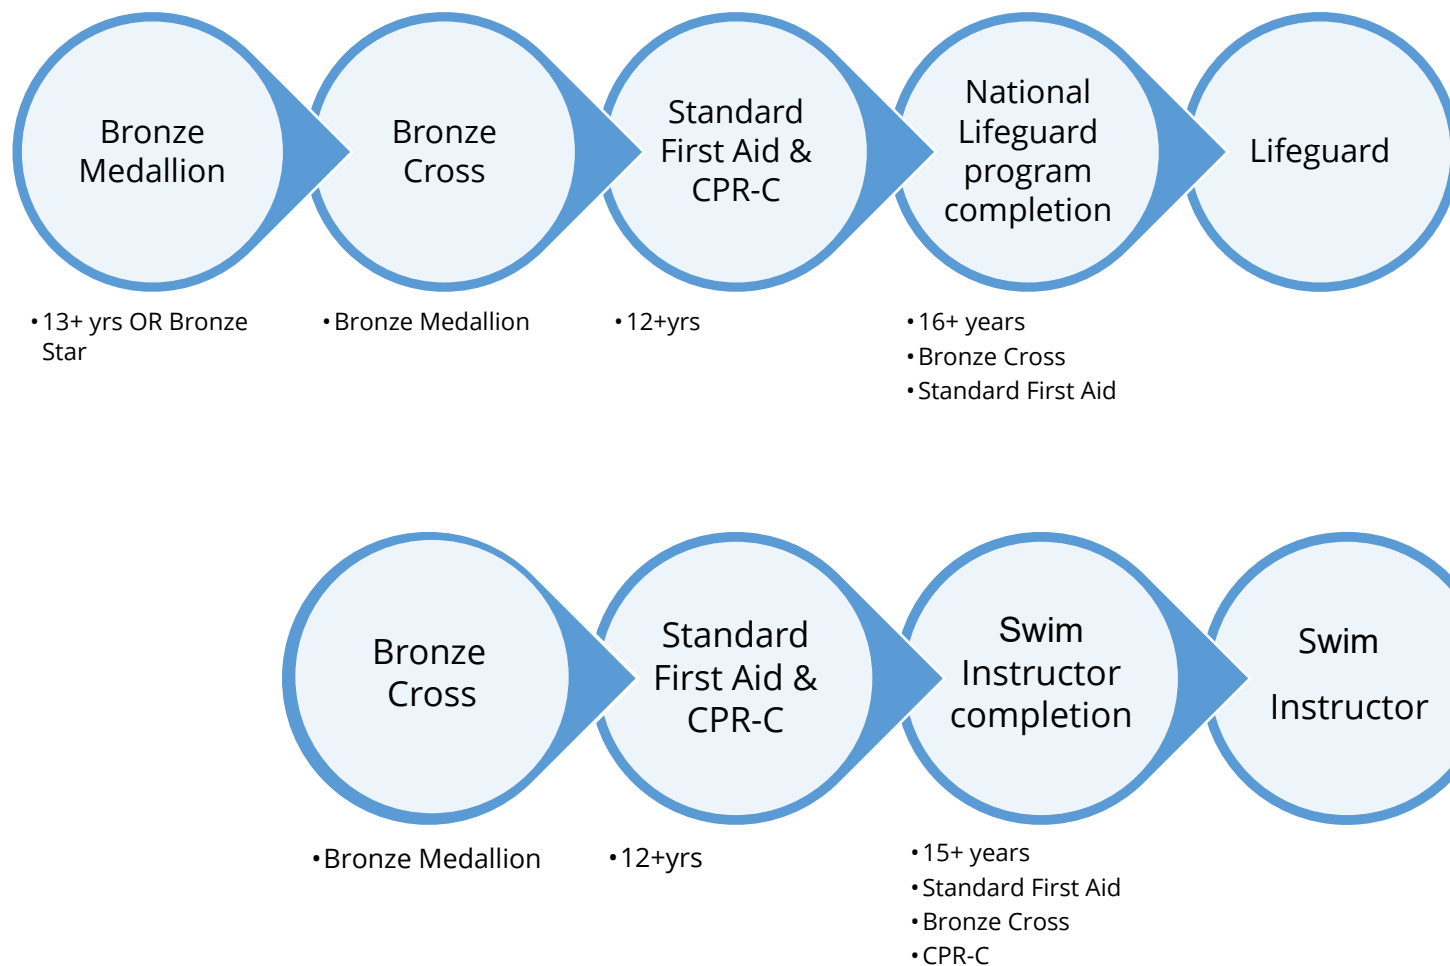 Bronze
Medallion
Bronze
Cross
Standard
First Aid &
CPR-C
National
Lifeguard
program
completion
Lifeguard
•13+ yrs OR Bronze
Star
•Bronze Medallion
•12+yrs
•16+ years
•Bronze Cross
•Standard First Aid
Bronze
Cross
Standard
First Aid &
CPR-C
Swim
Instructor
completion
Swim
Instructor
•Bronze Medallion
•12+yrs
•15+ years
•Standard First Aid
•Bronze Cross
•CPR-C